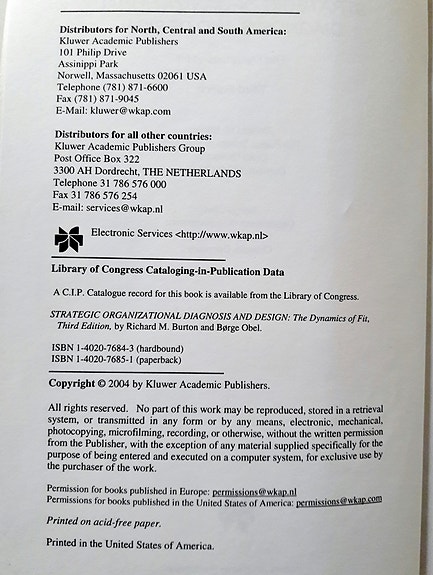 Distributors for North, Central and South America:
Kluwer Academic Publishers
101 Philip Drive
Assinippi Park
Norwell, Massachusetts 02061 USA
Telephone (781) 871-6600
Fax (781) 871-9045
E-Mail: kluwer@wkap.com
Distributors for all other countries:
Kluwer Academic Publishers Group
Post Office Box 322
3300 AH Dordrecht, THE NETHERLANDS
Telephone 31 786 576 000
Fax 31 786 576 254
E-mail: services@wkap.nl
Electronic Services <http://www.wkap.nl>
Library of Congress Cataloging-in-Publication Data
A C.I.P. Catalogue record for this book is available from the Library of Congress.
STRATEGIC ORGANIZATIONAL DIAGNOSIS AND DESIGN: The Dynamics of Fit,
Third Edition, by Richard M. Burton and Børge Obel.
ISBN 1-4020-7684-3 (hardbound)
ISBN 1-4020-7685-1 (paperback)
Copyright © 2004 by Kluwer Academic Publishers.
All rights reserved. No part of this work may be reproduced, stored in a retrieval
system, or transmitted in any form or by any means, electronic, mechanical,
photocopying, microfilming, recording, or otherwise, without the written permission
from the Publisher, with the exception of any material supplied specifically for the
purpose of being entered and executed on a computer system, for exclusive use by
the purchaser of the work.
Permission for books published in Europe: permissions@wkap.nl
Permissions for books published in the United States of America: permissions@wkap.com
Printed on acid-free paper.
Printed in the United States of America.